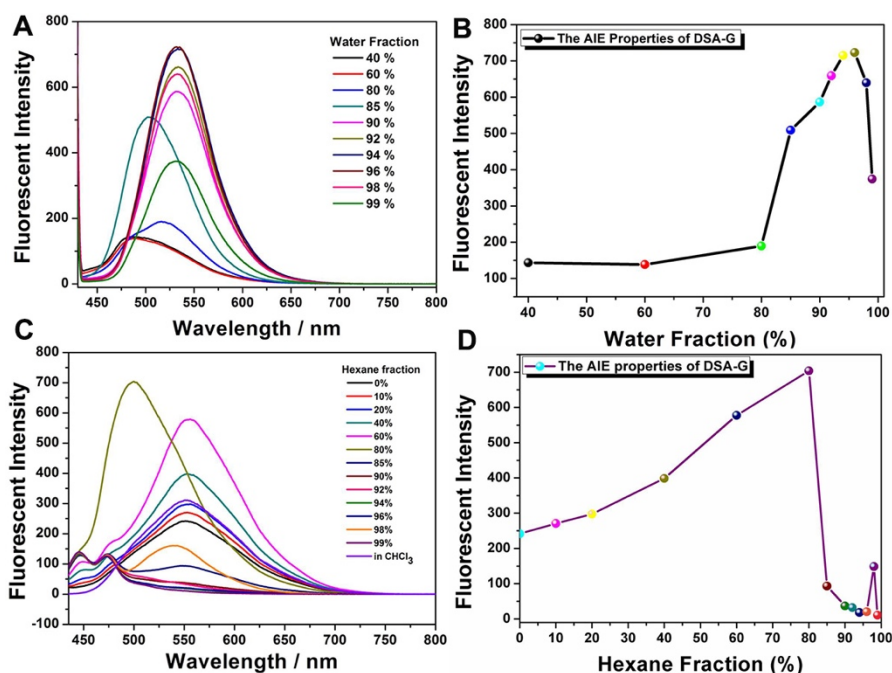 A
Fluorescent Intensity
800
700
600
500
400
300
200
100
0
450 500 550 600 650 700 750 800
Wavelength / nm
Water Fraction
40 %
60 %
80 %
85 %
90 %
92 %
94 %
96 %
98 %
99 %
B
Fluorescent Intensity
800
700
600
500
400
300
200
100
40 50 60 70 80 90 100
Water Fraction (%)
The AIE Properties of DSA-G
C
Fluorescent Intensity
800
700
600
500
400
300
200
100
0
-100
450 500 550 600 650 700 750 800
Wavelength / nm
Hexane fraction
0%
10%
20%
40%
60%
80%
85%
90%
92%
94%
96%
98%
99%
in CHCl₃
D
Fluorescent Intensity
800
700
600
500
400
300
200
100
0
0 10 20 30 40 50 60 70 80 90 100
Hexane Fraction (%)
The AIE properties of DSA-G